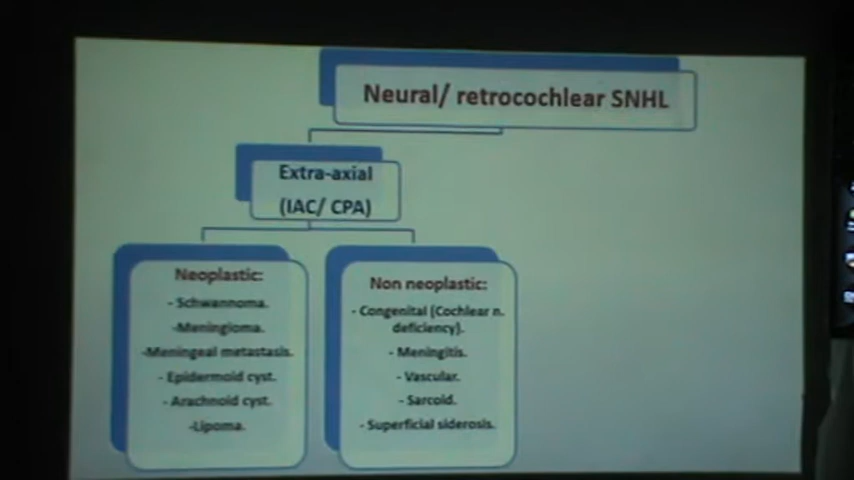 Neural/ retrocochlear SNHL
Extra-axial
(IAC/ CPA)
Neoplastic:
- Schwannoma.
-Meningioma.
-Meningeal metastasis.
- Epidermoid cyst.
- Arachnoid cyst.
-Lipoma.
Non neoplastic:
- Congenital (Cochlear n.
deficiency).
- Meningitis.
- Vascular.
- Sarcoid.
- Superficial siderosis.